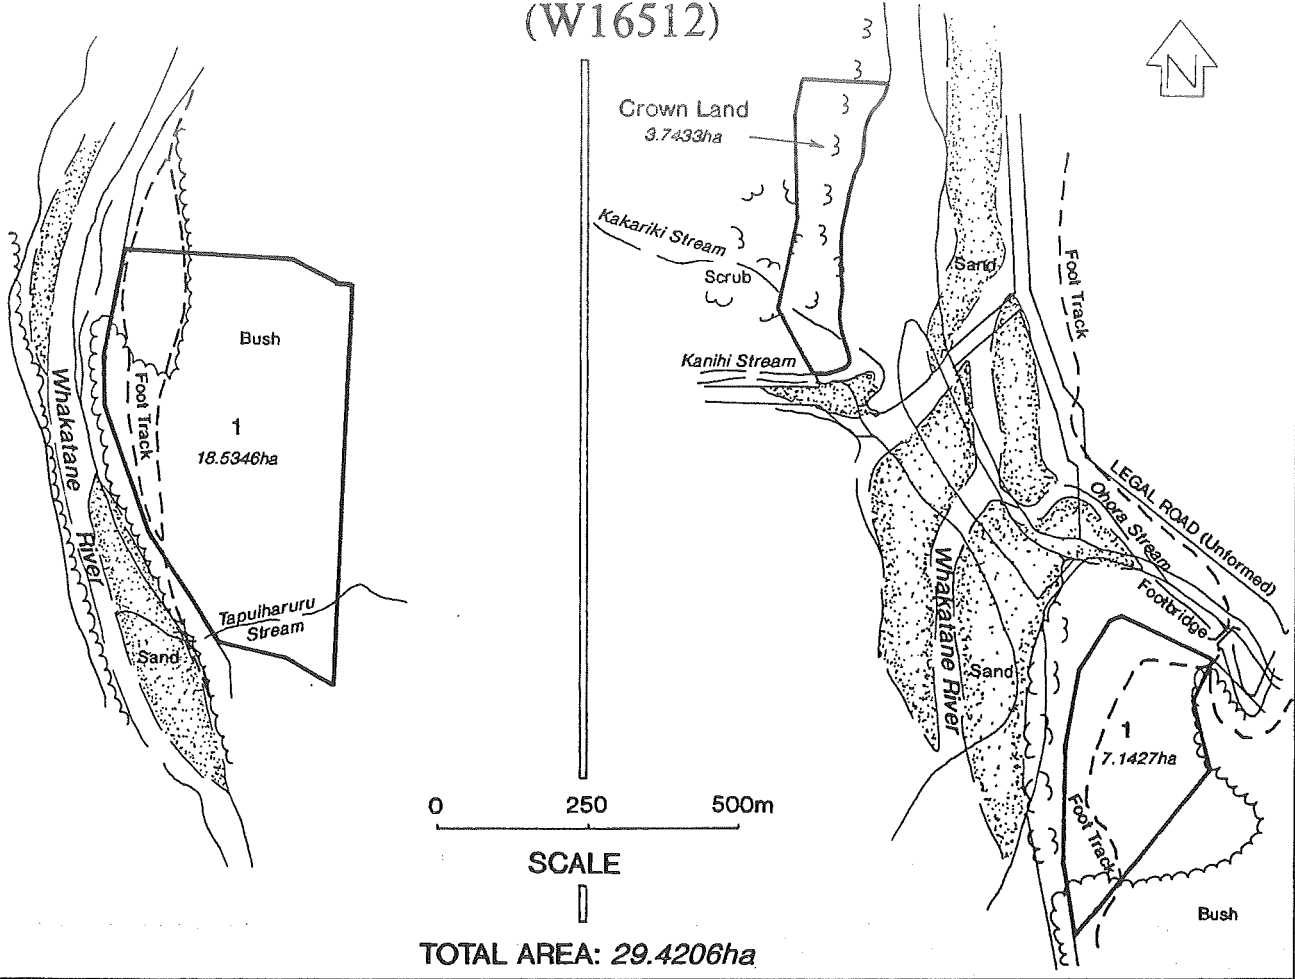 (W16512)
N
Crown Land
3.7433ha
Kakariki Stream
Scrub
Sand
Foot Track
Kanihi Stream
Bush
1
18.5346ha
Foot Track
Whakatane
River
Tapuiharuru
Stream
Sand
LEGAL ROAD (Unformed)
Ohora Stream
Footbridge
Whakatane River
Sand
1
7.1427ha
Foot Track
Bush
0 250 500m
SCALE
TOTAL AREA: 29.4206ha